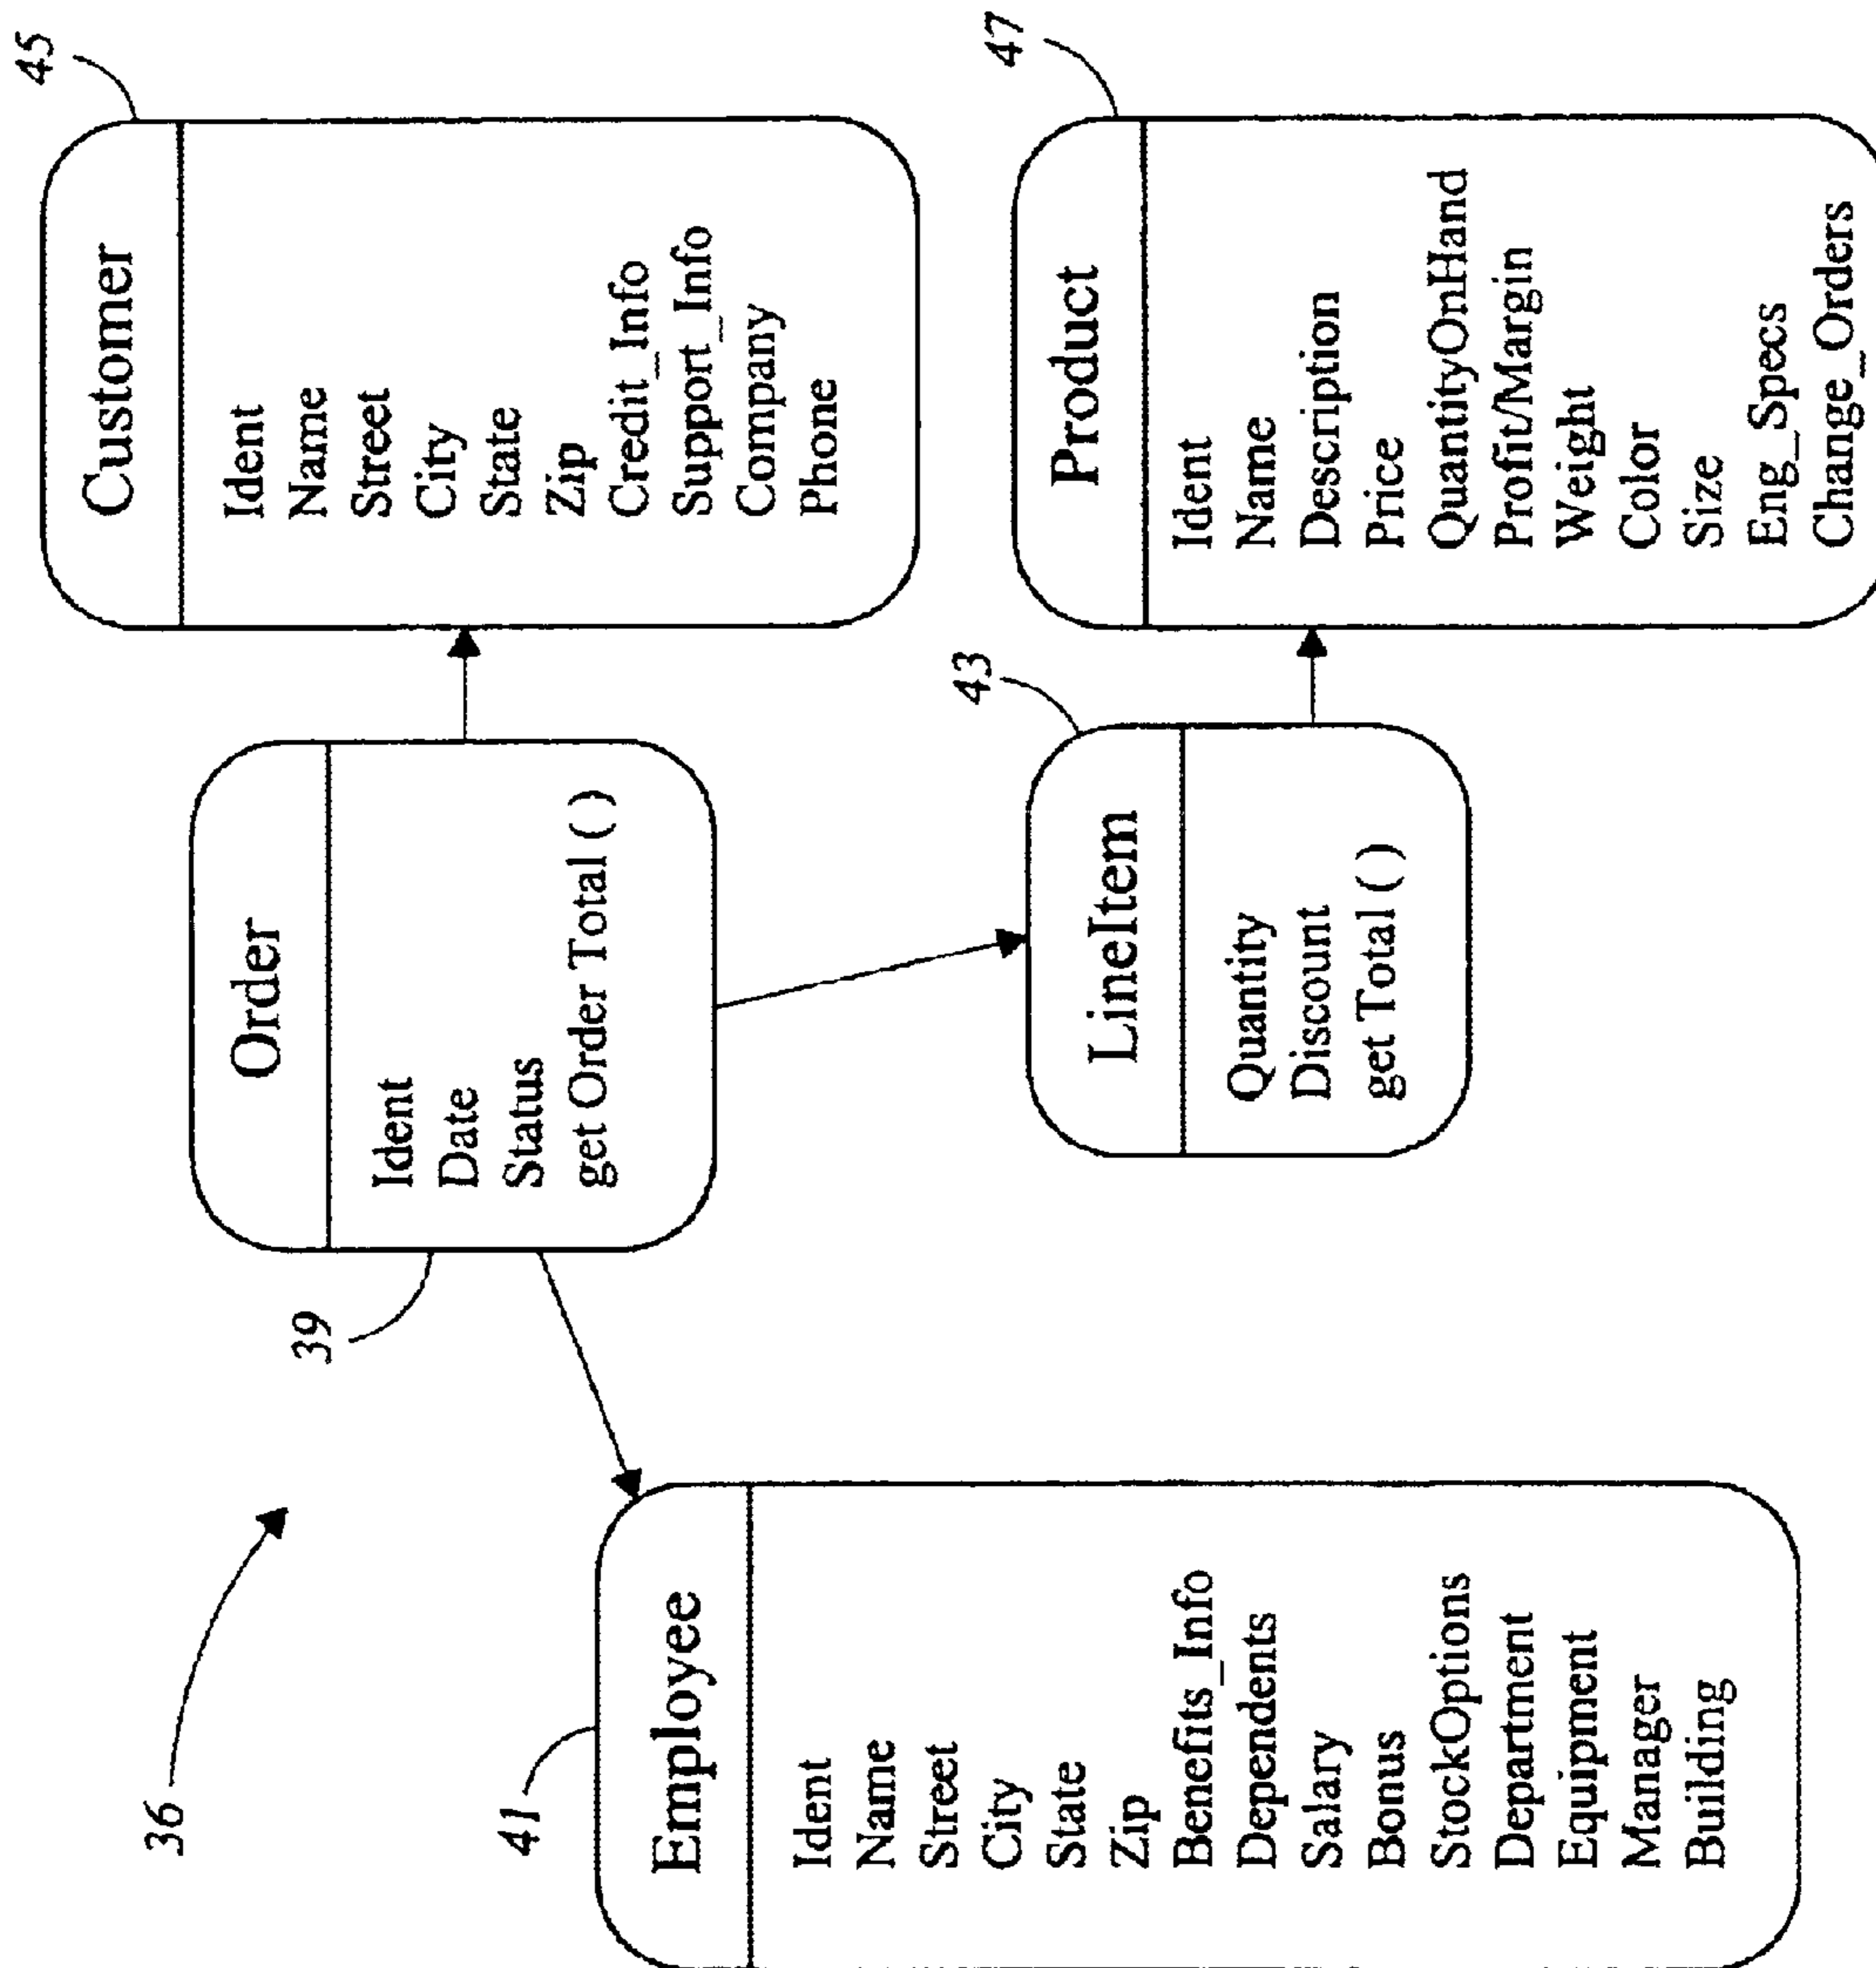 36
41
Employee
Ident
Name
Street
City
State
Zip
Benefits_Info
Dependents
Salary
Bonus
StockOptions
Department
Equipment
Manager
Building
39
Order
Ident
Date
Status
get Order Total ( )
43
LineItem
Quantity
Discount
get Total ( )
45
Customer
Ident
Name
Street
City
State
Zip
Credit_Info
Support_Info
Company
Phone
47
Product
Ident
Name
Description
Price
QuantityOnHand
Profit/Margin
Weight
Color
Size
Eng_Specs
Change_Orders